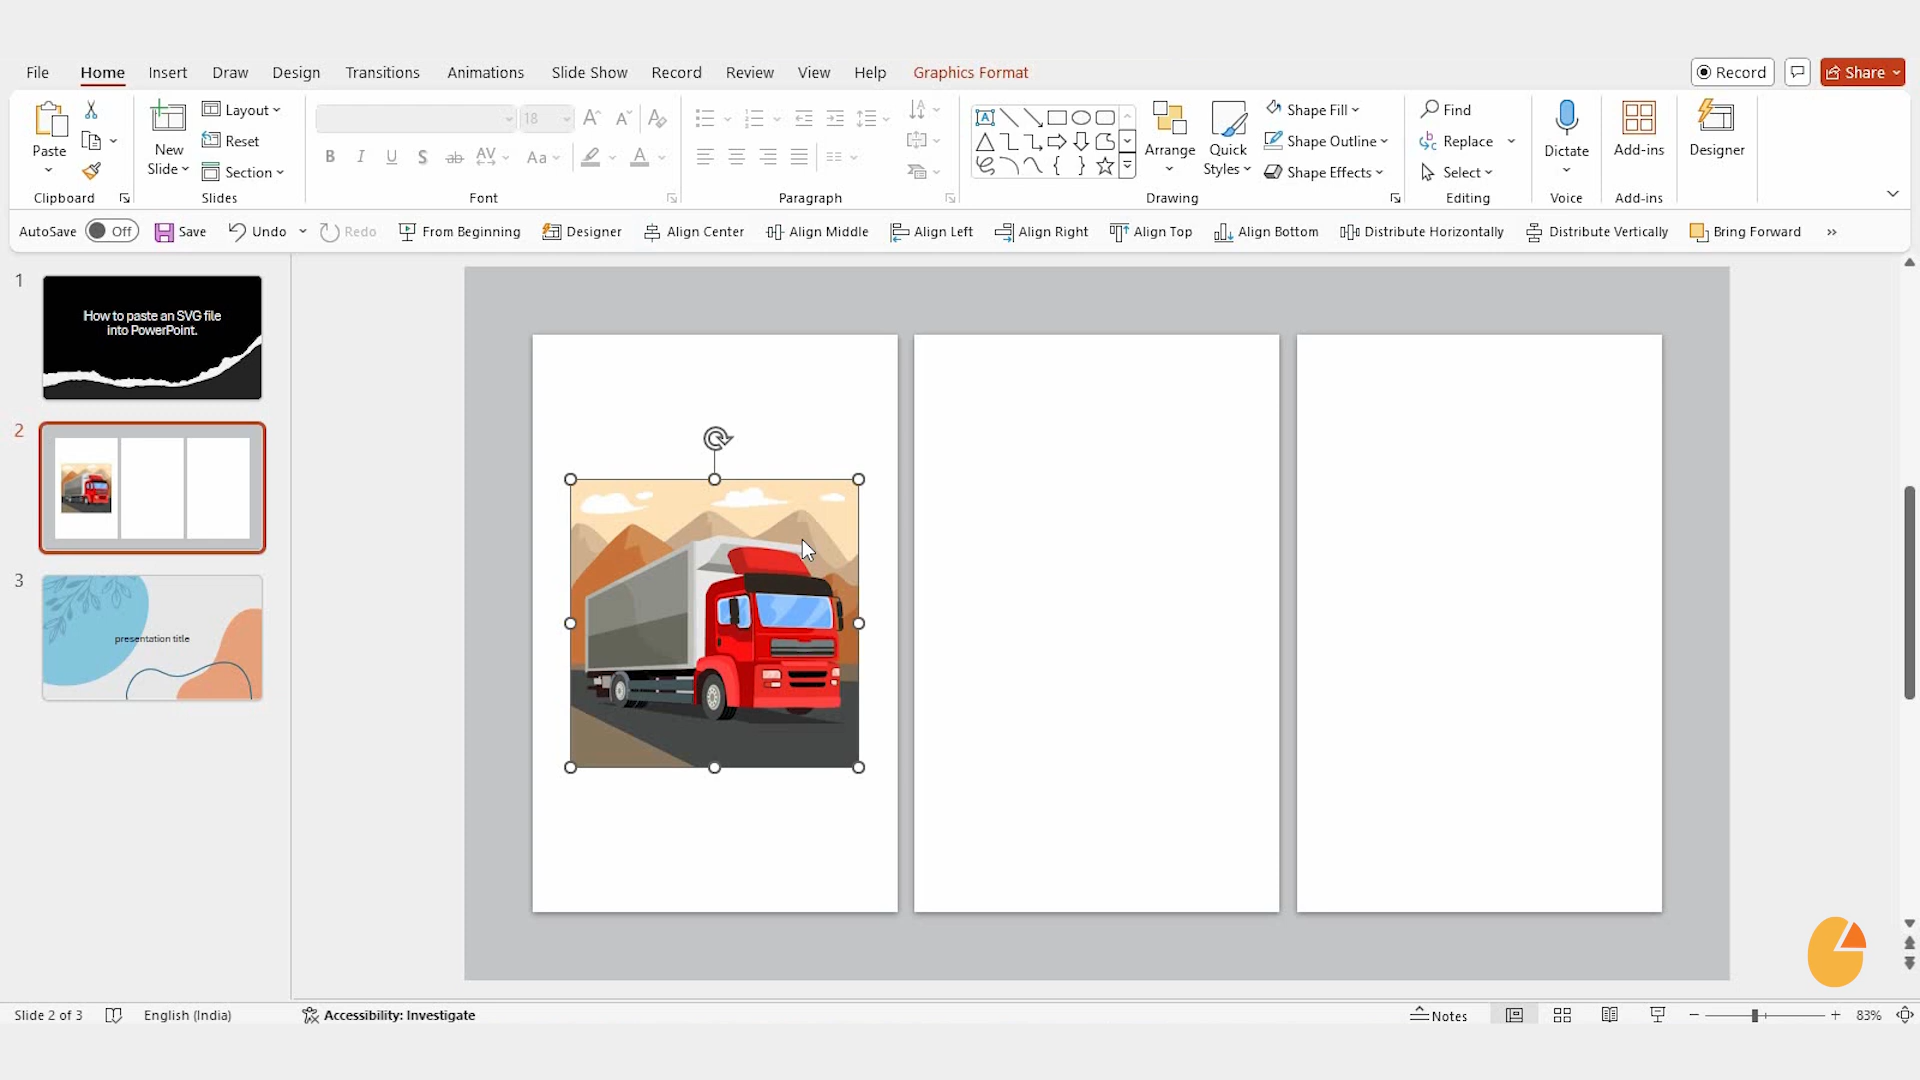 File Home Insert Draw Design Transitions Animations Slide Show Record Review View Help Graphics Format Record Share
Paste
Clipboard
New
Slide
Layout
Reset
Section
Slides
18
B I U S ab AV Aa A
Font
Paragraph
Arrange
Quick
Styles
Shape Fill
Shape Outline
Shape Effects
Drawing
Find
Replace
Select
Editing
Dictate
Voice
Add-ins
Add-ins
Designer
AutoSave Off Save Undo Redo From Beginning Designer Align Center Align Middle Align Left Align Right Align Top Align Bottom Distribute Horizontally Distribute Vertically Bring Forward
1
How to paste an SVG file
into PowerPoint.
2
3
presentation title
Slide 2 of 3 English (India) Accessibility: Investigate Notes 83%